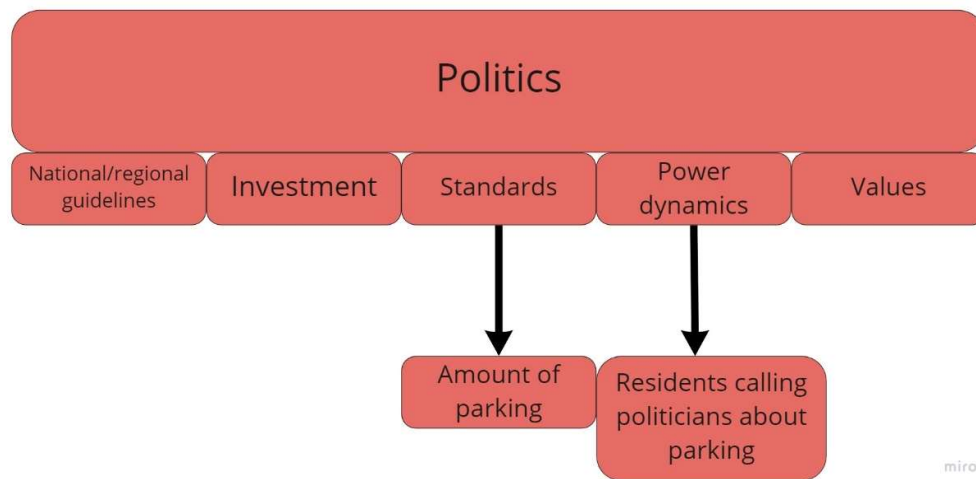 Politics
National/regional
guidelines
Investment
Standards
Power
dynamics
Values
Amount of
parking
Residents calling
politicians about
parking
miro